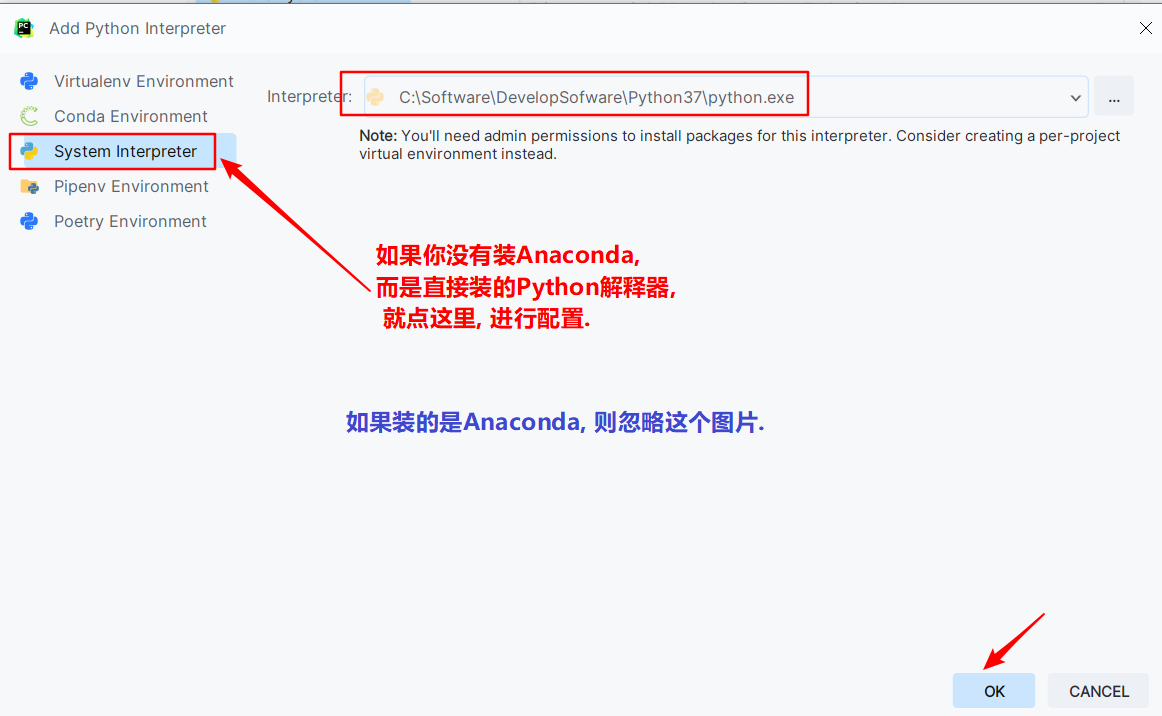 Add Python Interpreter
Virtualenv Environment
Conda Environment
System Interpreter
Pipenv Environment
Poetry Environment
Interpreter:
C:\Software\DevelopSofware\Python37\python.exe
...
Note: You'll need admin permissions to install packages for this interpreter. Consider creating a per-project
virtual environment instead.
如果你没有装Anaconda,
而是直接装的Python解释器,
就点这里, 进行配置.
如果装的是Anaconda, 则忽略这个图片.
OK
CANCEL